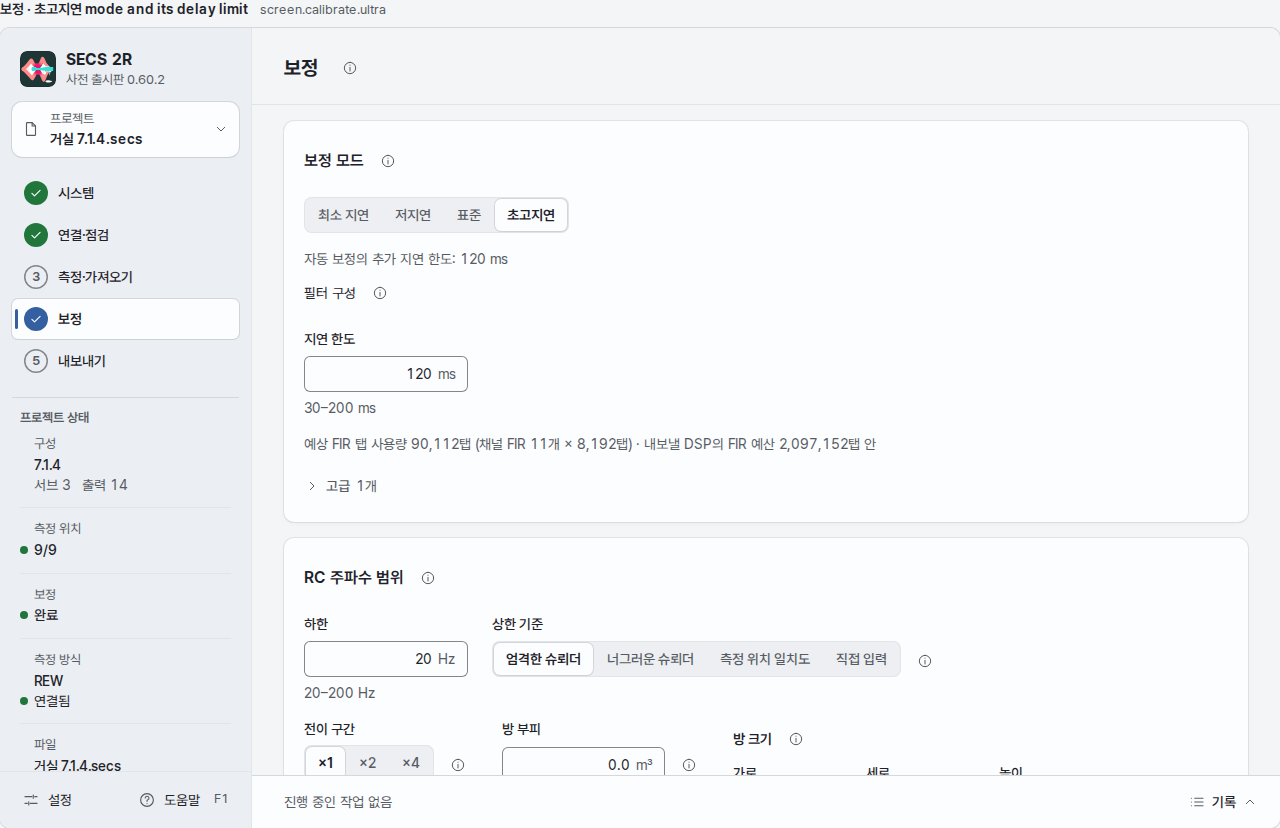 보정 · 초고지연 mode and its delay limit screen.calibrate.ultra
SECS 2R
사전 출시판 0.60.2
프로젝트
거실 7.1.4.secs
시스템
연결·점검
3 측정·가져오기
보정
5 내보내기
프로젝트 상태
구성
7.1.4
서브 3 출력 14
측정 위치
9/9
보정
완료
측정 방식
REW
연결됨
파일
거실 7.1.4.secs
설정 도움말 F1
보정
보정 모드
최소 지연 저지연 표준 초고지연
자동 보정의 추가 지연 한도: 120 ms
필터 구성
지연 한도
120 ms
30–200 ms
예상 FIR 탭 사용량 90,112탭 (채널 FIR 11개 × 8,192탭) · 내보낼 DSP의 FIR 예산 2,097,152탭 안
고급 1개
RC 주파수 범위
하한 상한 기준
20 Hz 엄격한 슈뢰더 너그러운 슈뢰더 측정 위치 일치도 직접 입력
20–200 Hz
전이 구간 방 부피 방 크기
×1 ×2 ×4 0.0 m³
가로 세로 높이
진행 중인 작업 없음 기록